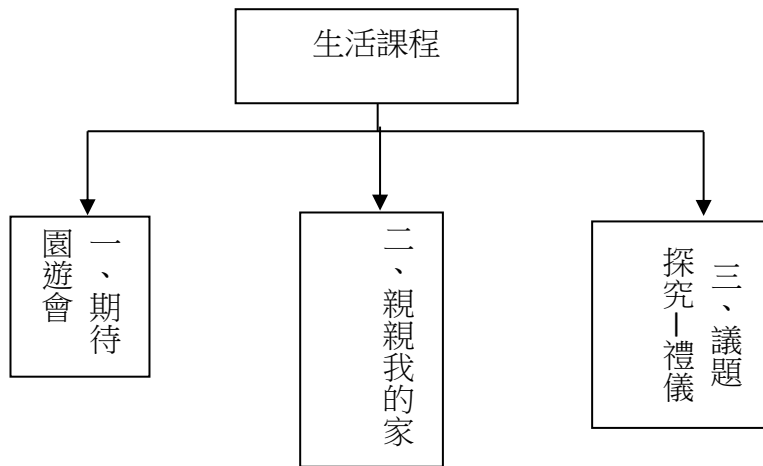 生活課程
一、期待
園遊會
二、親親我的家
三、議題
探究－禮儀